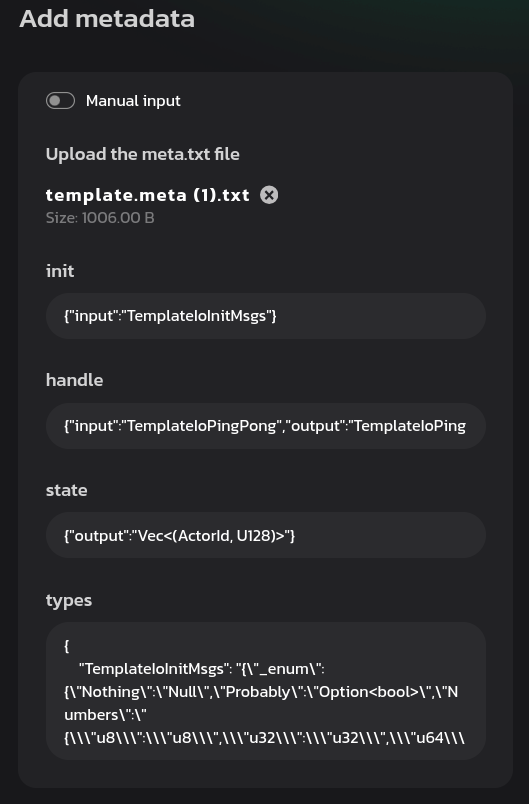 Add metadata
Manual input
Upload the meta.txt file
template.meta (1).txt
Size: 1006.00 B
init
{"input":"TemplateIoInitMsgs"}
handle
{"input":"TemplateIoPingPong","output":"TemplateIoPing
state
{"output":"Vec<(ActorId, U128)>"}
types
{
"TemplateIoInitMsgs": "{\"_enum\":
{\"Nothing\":\"Null\",\"Probably\":\"Option<bool>\",\"N
umbers\":\"
{\\\"u8\\\":\\\"u8\\\",\\\"u32\\\":\\\"u32\\\",\\\"u64\\\